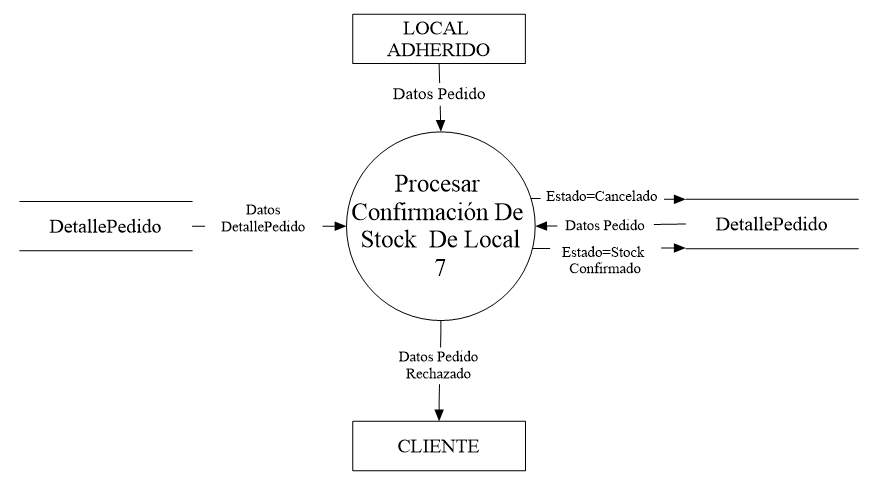 LOCAL
ADHERIDO
Datos Pedido
Procesar
Confirmación De
Stock De Local
7
DetallePedido
Datos
DetallePedido
Estado=Cancelado
Datos Pedido
Estado=Stock
Confirmado
DetallePedido
Datos Pedido
Rechazado
CLIENTE